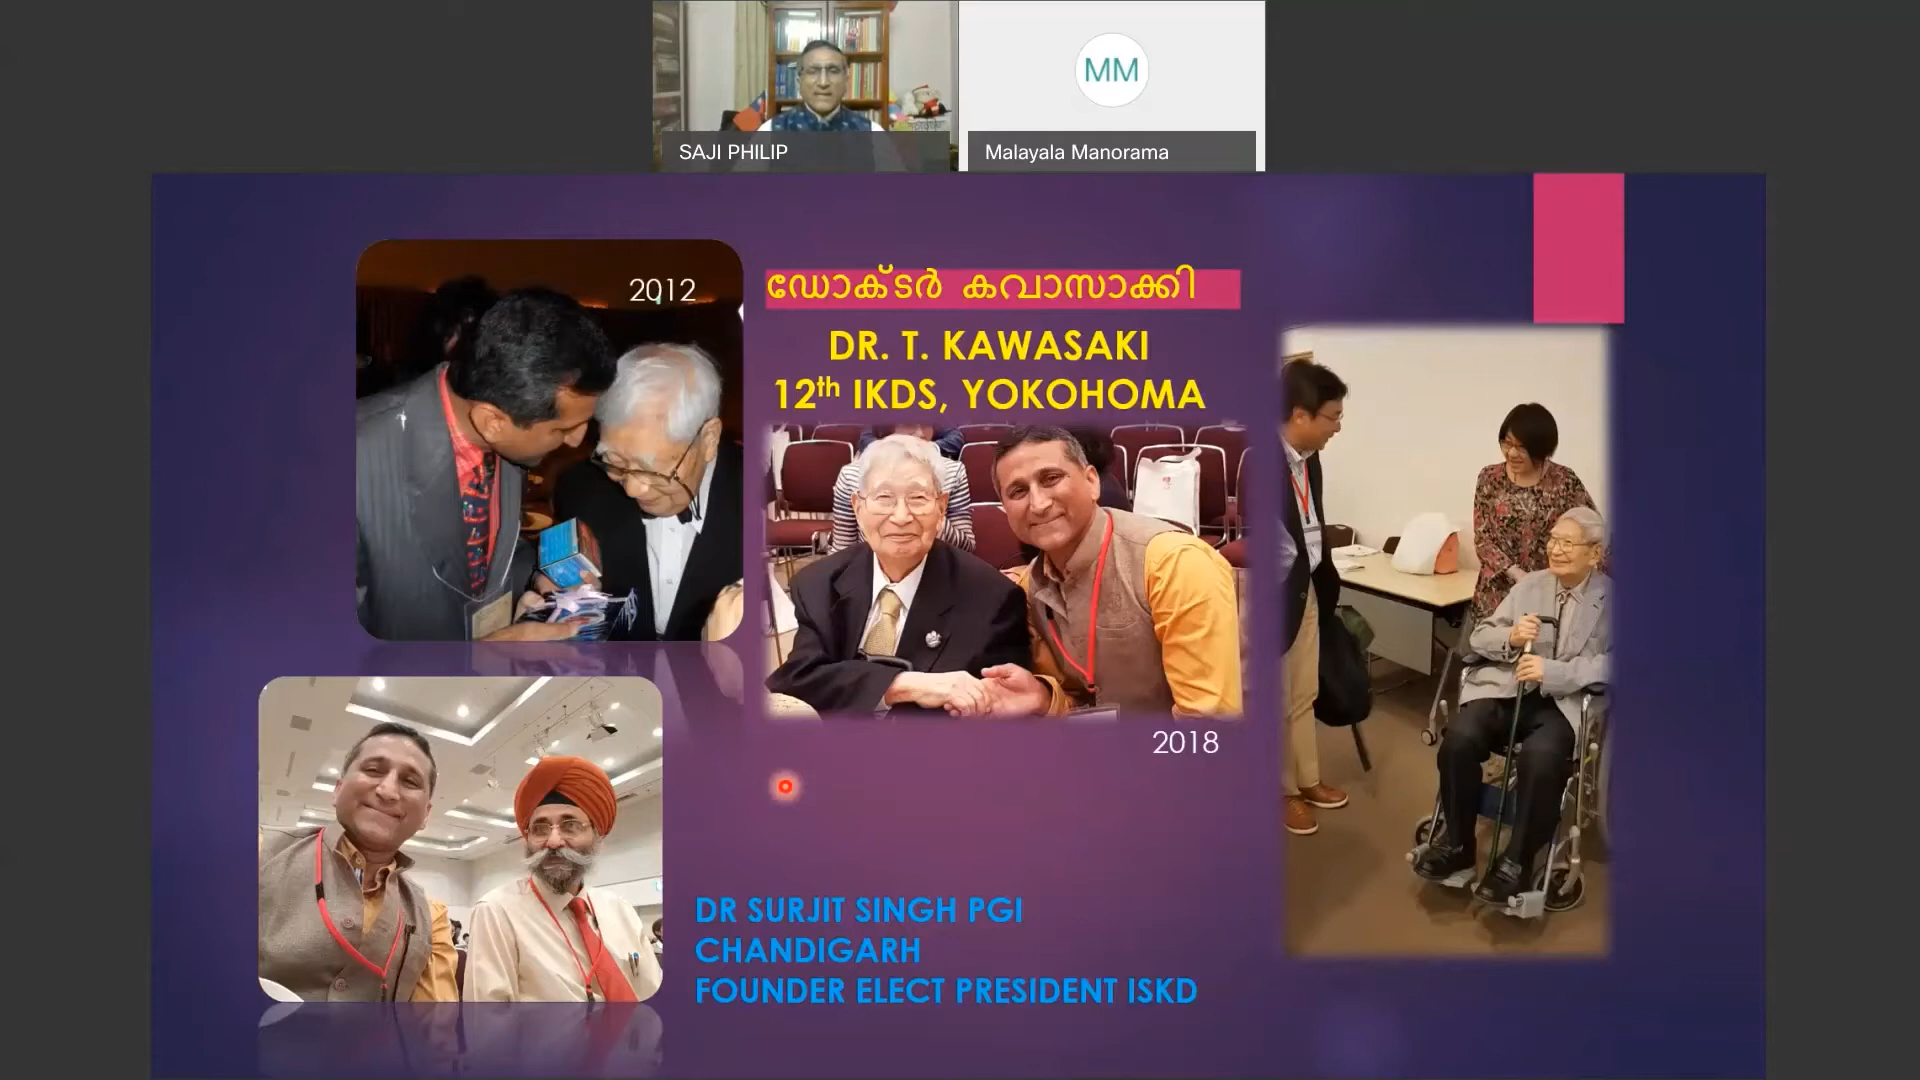 SAJI PHILIP
MM
Malayala Manorama
2012
ഡോക്ടർ കവാസാക്കി
DR. T. KAWASAKI
12th IKDS, YOKOHOMA
2018
DR SURJIT SINGH PGI
CHANDIGARH
FOUNDER ELECT PRESIDENT ISKD